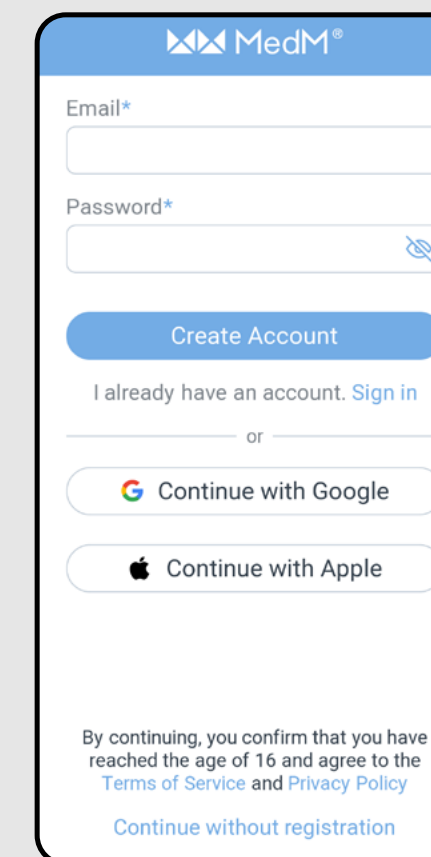 MedM®
Email*
Password*
Create Account
I already have an account. Sign in
or
Continue with Google
Continue with Apple
By continuing, you confirm that you have
reached the age of 16 and agree to the
Terms of Service and Privacy Policy
Continue without registration